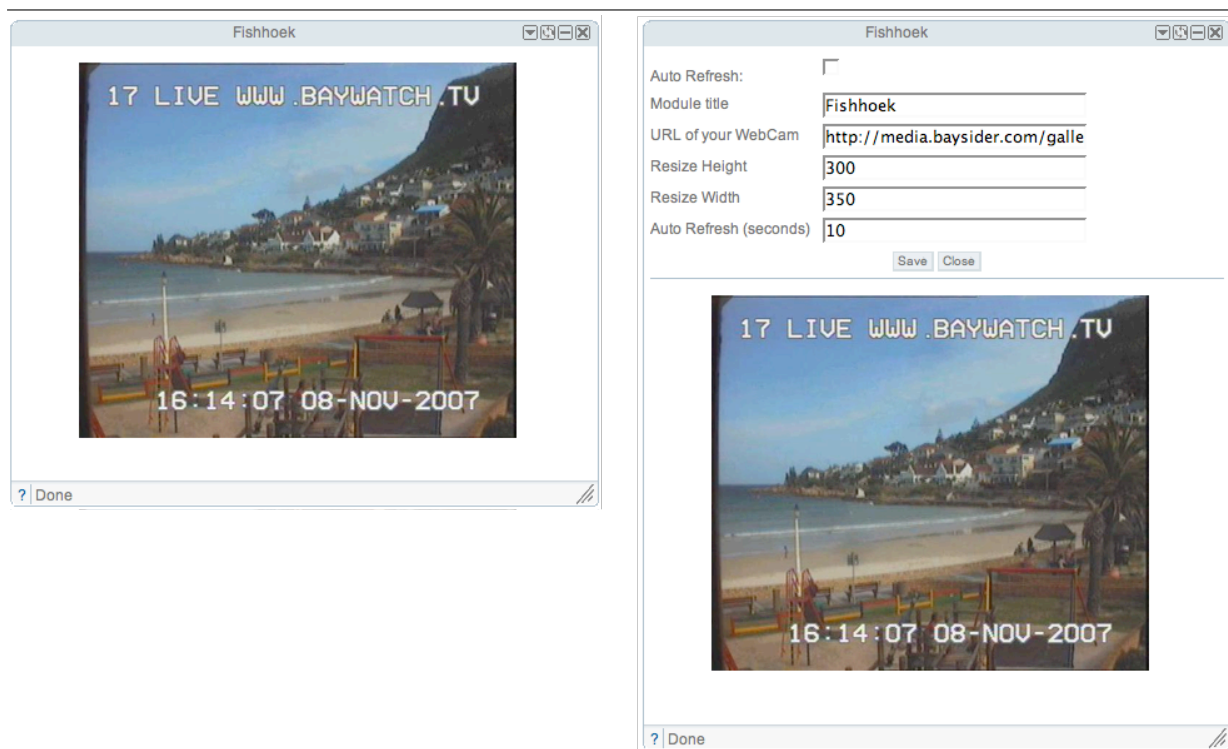 Fishhoek
17 LIVE WWW.BAYWATCH.TV
16:14:07 08-NOV-2007
? Done
Fishhoek
Auto Refresh:
Module title Fishhoek
URL of your WebCam http://media.baysider.com/galle
Resize Height 300
Resize Width 350
Auto Refresh (seconds) 10
Save Close
17 LIVE WWW.BAYWATCH.TV
16:14:07 08-NOV-2007
? Done